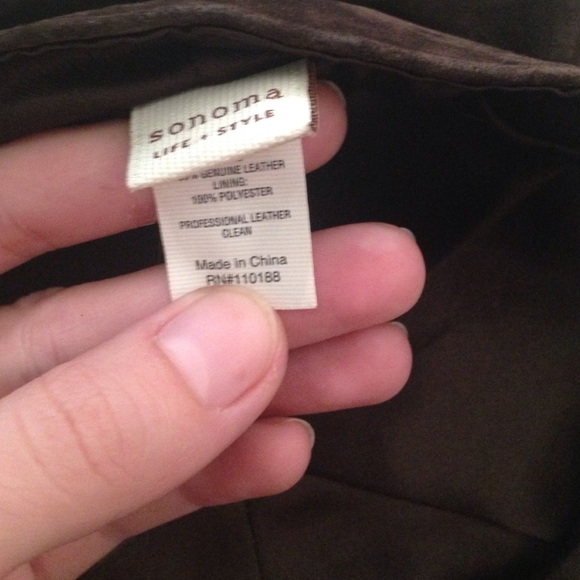 sonoma
LIFE + STYLE
GENUINE LEATHER
LINING:
100% POLYESTER
PROFESSIONAL LEATHER
CLEAN
Made in China
RN#110188